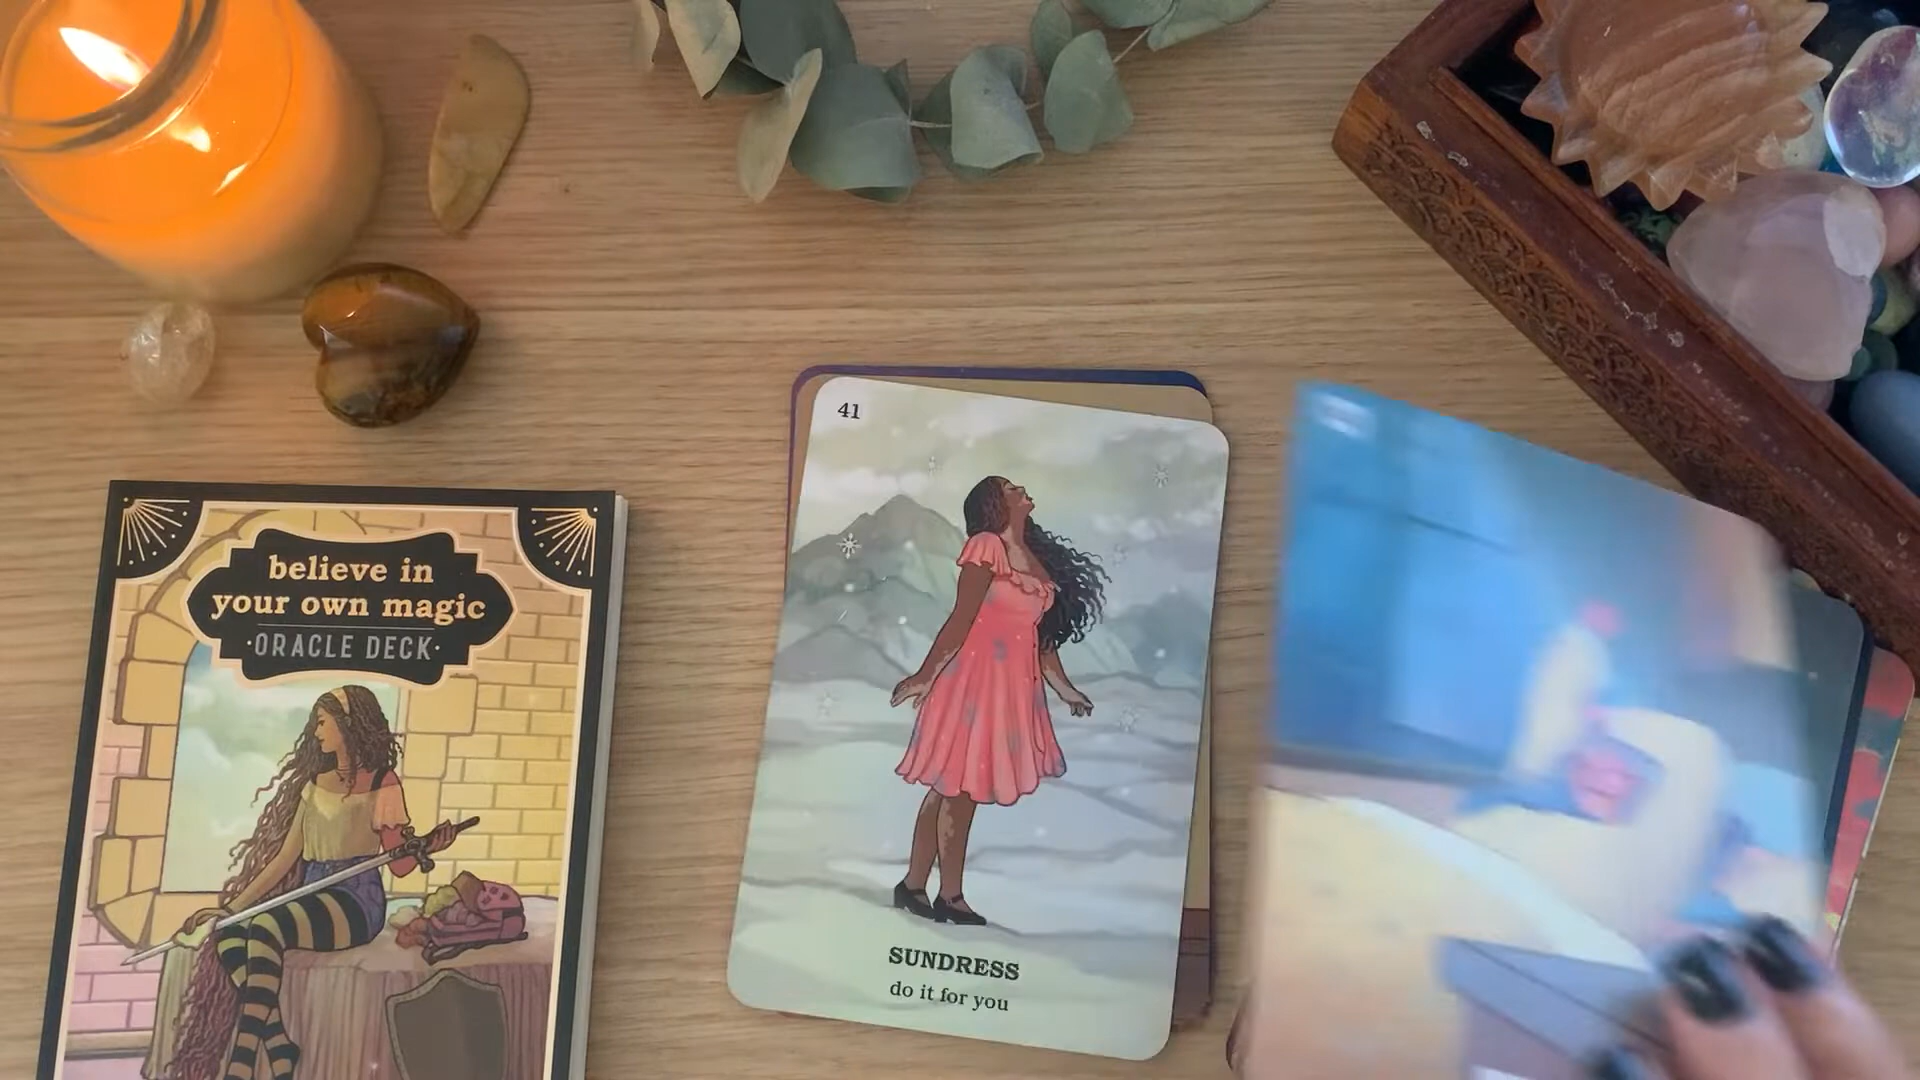 believe in
your own magic
·ORACLE DECK·
41
SUNDRESS
do it for you